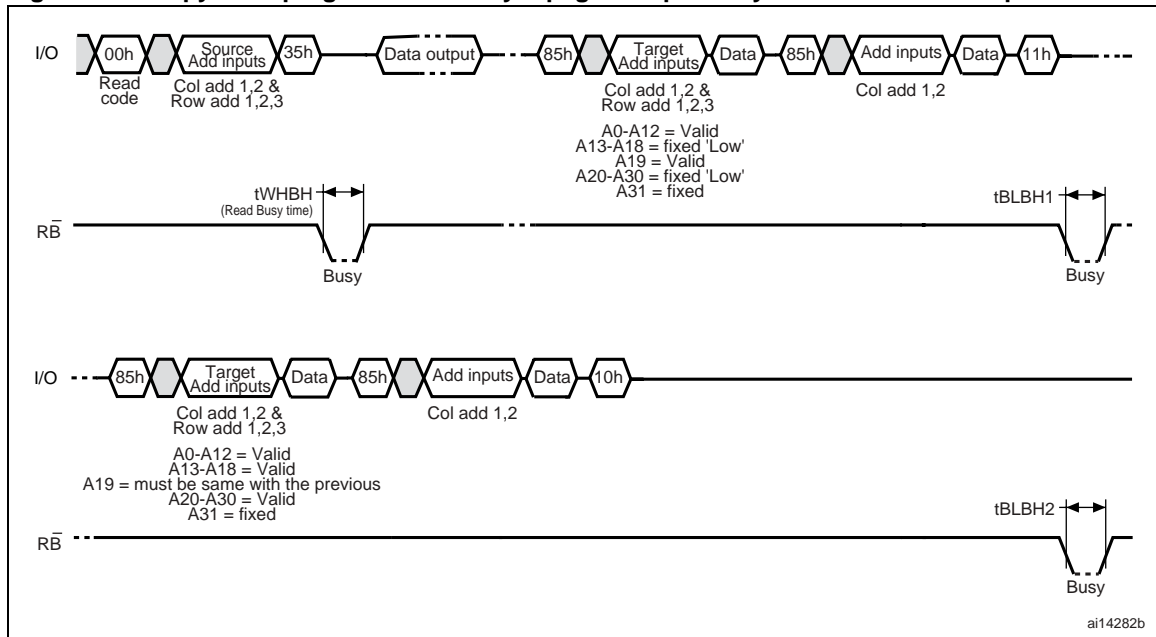 I/O 00h Source Add inputs 35h Data output 85h Target Add inputs Data 85h Add inputs Data 11h
Read code
Col add 1,2 &
Row add 1,2,3
Col add 1,2 &
Row add 1,2,3
Col add 1,2
A0-A12 = Valid
A13-A18 = fixed 'Low'
A19 = Valid
A20-A30 = fixed 'Low'
A31 = fixed
tWHBH
(Read Busy time)
tBLBH1
RB̅
Busy
Busy
I/O 85h Target Add inputs Data 85h Add inputs Data 10h
Col add 1,2 &
Row add 1,2,3
Col add 1,2
A0-A12 = Valid
A13-A18 = Valid
A19 = must be same with the previous
A20-A30 = Valid
A31 = fixed
tBLBH2
RB̅
Busy
ai14282b